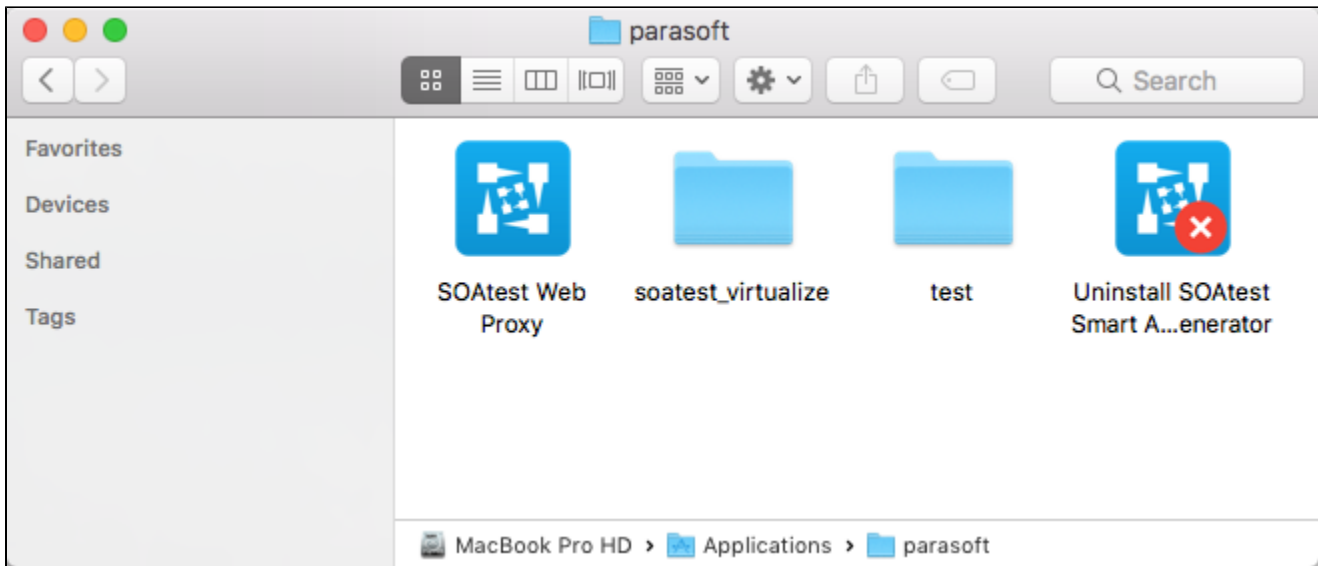 parasoft
Search
Favorites
Devices
Shared
Tags
SOAtest Web
Proxy
soatest_virtualize
test
Uninstall SOAtest
Smart A...enerator
MacBook Pro HD › Applications › parasoft